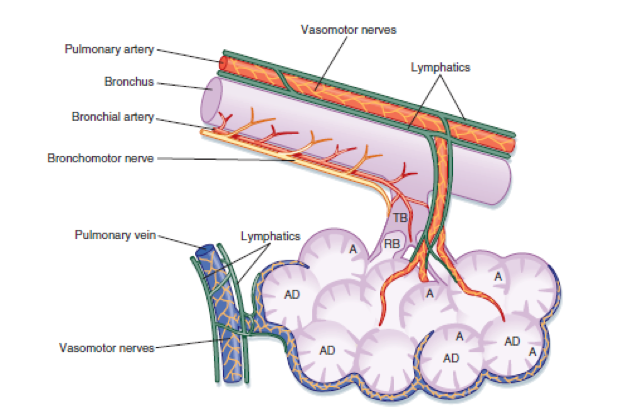 Vasomotor nerves
Pulmonary artery
Lymphatics
Bronchus
Bronchial artery
Bronchomotor nerve
TB
Pulmonary vein
Lymphatics
RB
A
A
AD
A
A
AD
Vasomotor nerves
AD
AD
A